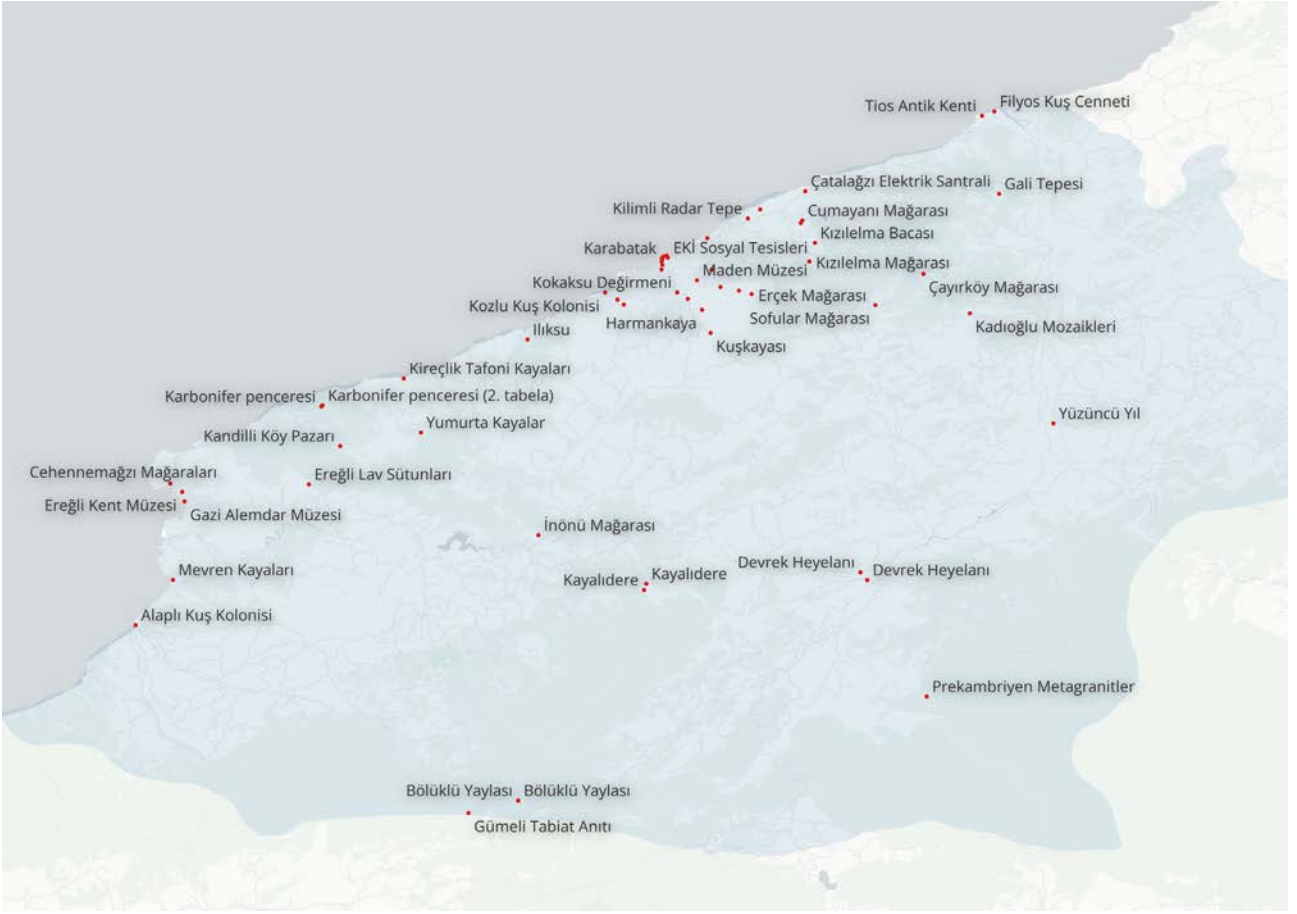 Tios Antik Kenti
Filyos Kuş Cenneti
Çatalağzı Elektrik Santrali
Gali Tepesi
Kilimli Radar Tepe
Cumayanı Mağarası
Kızılelma Bacası
Karabatak
EKİ Sosyal Tesisleri
Maden Müzesi
Kızılelma Mağarası
Kokaksu Değirmeni
Çayırköy Mağarası
Erçek Mağarası
Kozlu Kuş Kolonisi
Harmankaya
Sofular Mağarası
Kadıoğlu Mozaikleri
Ilıksu
Kuşkayası
Kireçlik Tafoni Kayaları
Karbonifer penceresi
Karbonifer penceresi (2. tabela)
Yumurta Kayalar
Yüzüncü Yıl
Kandilli Köy Pazarı
Cehennemağzı Mağaraları
Ereğli Lav Sütunları
Ereğli Kent Müzesi
Gazi Alemdar Müzesi
İnönü Mağarası
Mevren Kayaları
Kayalıdere
Kayalıdere
Devrek Heyelanı
Devrek Heyelanı
Alaplı Kuş Kolonisi
Prekambriyen Metagranitler
Bölüklü Yaylası
Bölüklü Yaylası
Gümeli Tabiat Anıtı